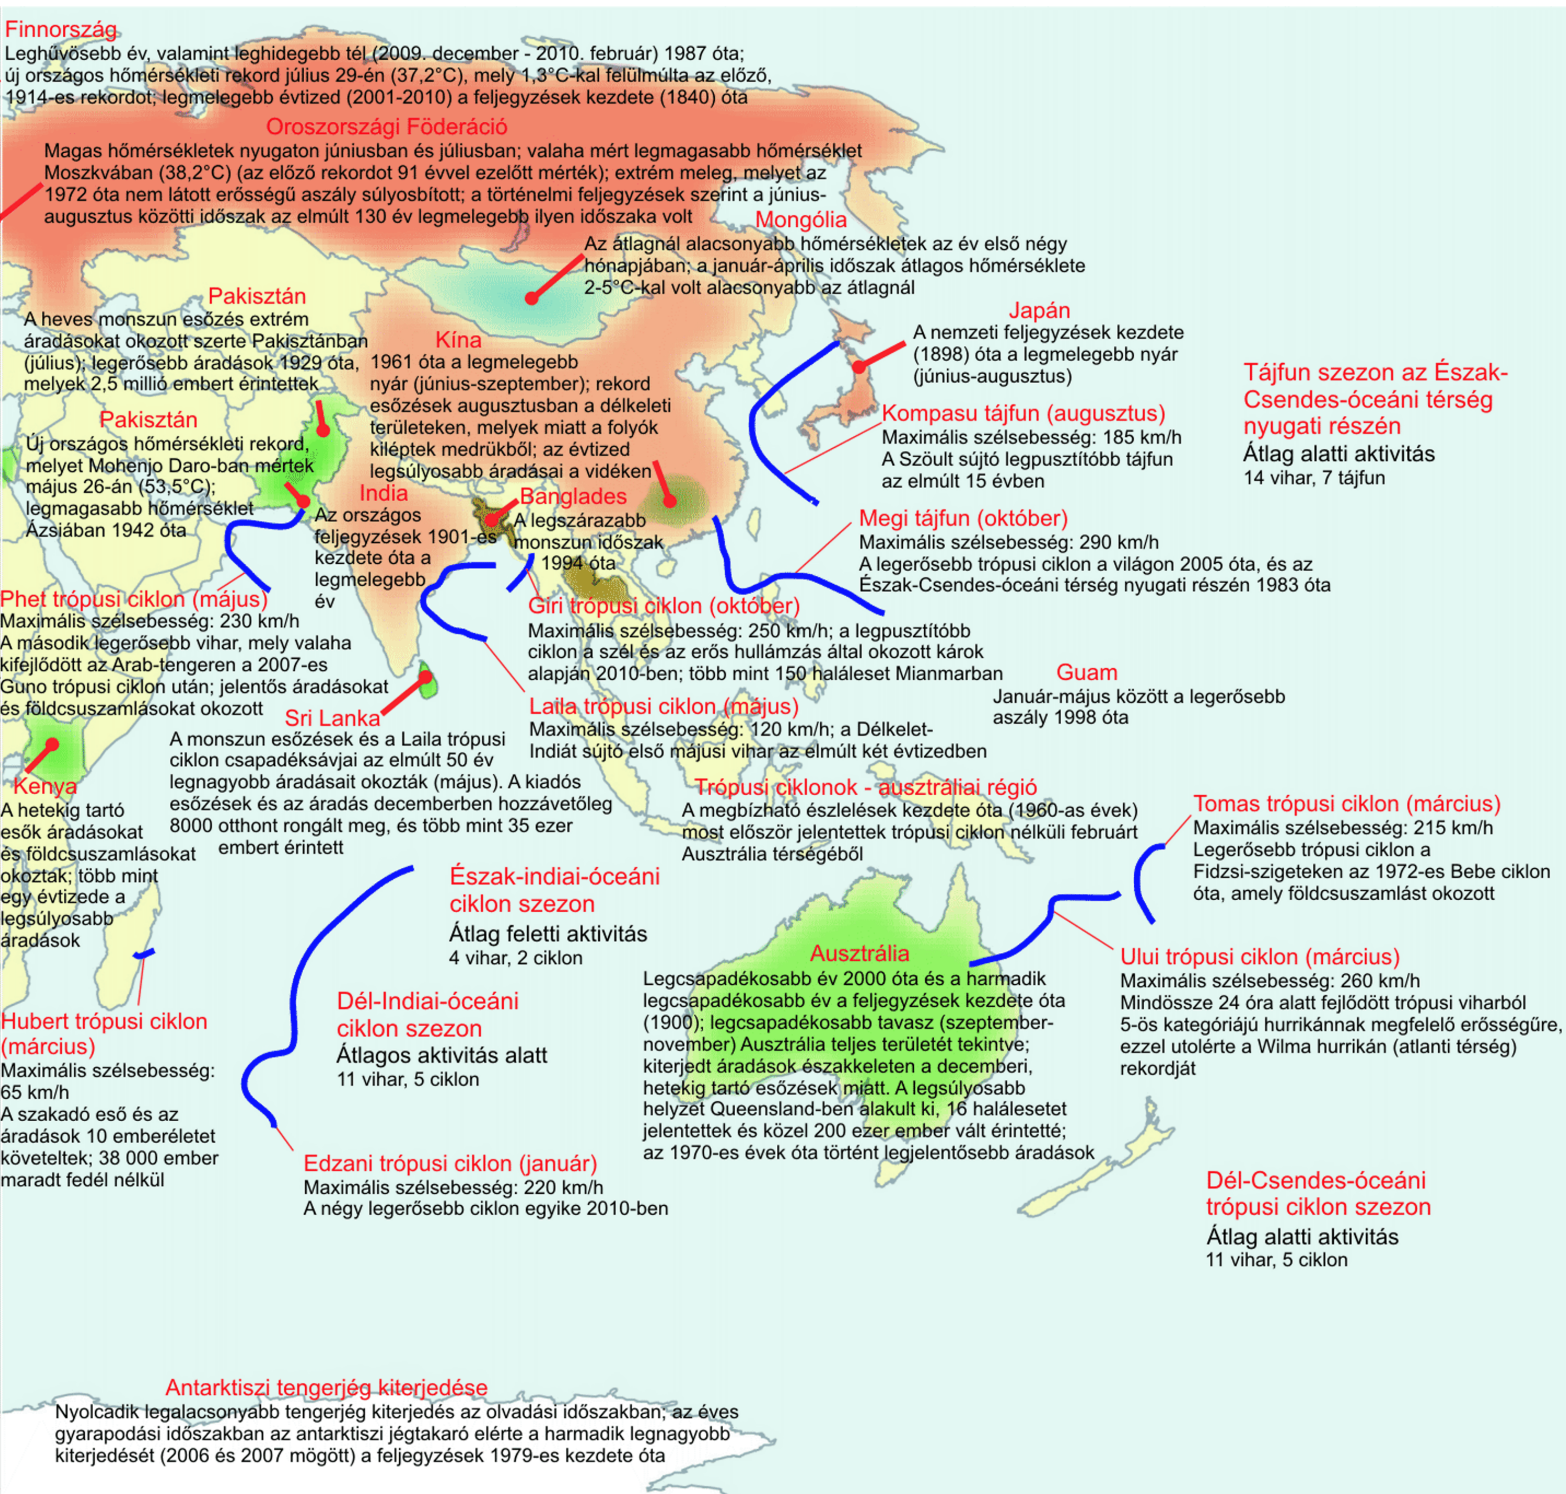 Finnország
Leghűvösebb év, valamint leghidegebb tél (2009. december - 2010. február) 1987 óta;
új országos hőmérsékleti rekord július 29-én (37,2°C), mely 1,3°C-kal felülmúlta az előző,
1914-es rekordot; legmelegebb évtized (2001-2010) a feljegyzések kezdete (1840) óta
Oroszországi Föderáció
Magas hőmérsékletek nyugaton júniusban és júliusban; valaha mért legmagasabb hőmérséklet
Moszkvában (38,2°C) (az előző rekordot 91 évvel ezelőtt mérték); extrém meleg, melyet az
1972 óta nem látott erősségű aszály súlyosbított; a történelmi feljegyzések szerint a június-
augusztus közötti időszak az elmúlt 130 év legmelegebb ilyen időszaka volt
Mongólia
Az átlagnál alacsonyabb hőmérsékletek az év első négy
hónapjában; a január-április időszak átlagos hőmérséklete
2-5°C-kal volt alacsonyabb az átlagnál
Pakisztán
A heves monszun esőzés extrém
áradásokat okozott szerte Pakisztánban
(július); legerősebb áradások 1929 óta,
melyek 2,5 millió embert érintettek
Kína
1961 óta a legmelegebb
nyár (június-szeptember); rekord
esőzések augusztusban a délkeleti
területeken, melyek miatt a folyók
kiléptek medrükből; az évtized
legsúlyosabb áradásai a vidéken
Japán
A nemzeti feljegyzések kezdete
(1898) óta a legmelegebb nyár
(június-augusztus)
Tájfun szezon az Észak-
Csendes-óceáni térség
nyugati részén
Átlag alatti aktivitás
14 vihar, 7 tájfun
Kompasu tájfun (augusztus)
Maximális szélsebesség: 185 km/h
A Szöult sújtó legpusztítóbb tájfun
az elmúlt 15 évben
Pakisztán
Új országos hőmérsékleti rekord,
melyet Mohenjo Daro-ban mértek
május 26-án (53,5°C);
legmagasabb hőmérséklet
Ázsiában 1942 óta
India
Az országos
feljegyzések 1901-es
kezdete óta a
legmelegebb
év
Banglades
A legszárazabb
monszun időszak
1994 óta
Megi tájfun (október)
Maximális szélsebesség: 290 km/h
A legerősebb trópusi ciklon a világon 2005 óta, és az
Észak-Csendes-óceáni térség nyugati részén 1983 óta
Phet trópusi ciklon (május)
Maximális szélsebesség: 230 km/h
A második legerősebb vihar, mely valaha
kifejlődött az Arab-tengeren a 2007-es
Guno trópusi ciklon után; jelentős áradásokat
és földcsuszamlásokat okozott
Giri trópusi ciklon (október)
Maximális szélsebesség: 250 km/h; a legpusztítóbb
ciklon a szél és az erős hullámzás által okozott károk
alapján 2010-ben; több mint 150 haláleset Mianmarban
Guam
Január-május között a legerősebb
aszály 1998 óta
Laila trópusi ciklon (május)
Maximális szélsebesség: 120 km/h; a Délkelet-
Indiát sújtó első májusi vihar az elmúlt két évtizedben
Sri Lanka
A monszun esőzések és a Laila trópusi
ciklon csapadéksávjai az elmúlt 50 év
legnagyobb áradásait okozták (május). A kiadós
esőzések és az áradás decemberben hozzávetőleg
8000 otthont rongált meg, és több mint 35 ezer
embert érintett
Kenya
A hetekig tartó
esők áradásokat
és földcsuszamlásokat
okoztak; több mint
egy évtizede a
legsúlyosabb
áradások
Trópusi ciklonok - ausztráliai régió
A megbízható észlelések kezdete óta (1960-as évek)
most először jelentettek trópusi ciklon nélküli februárt
Ausztrália térségéből
Tomas trópusi ciklon (március)
Maximális szélsebesség: 215 km/h
Legerősebb trópusi ciklon a
Fidzsi-szigeteken az 1972-es Bebe ciklon
óta, amely földcsuszamlást okozott
Észak-indiai-óceáni
ciklon szezon
Átlag feletti aktivitás
4 vihar, 2 ciklon
Ausztrália
Legcsapadékosabb év 2000 óta és a harmadik
legcsapadékosabb év a feljegyzések kezdete óta
(1900); legcsapadékosabb tavasz (szeptember-
november) Ausztrália teljes területét tekintve;
kiterjedt áradások északkeleten a decemberi,
hetekig tartó esőzések miatt. A legsúlyosabb
helyzet Queensland-ben alakult ki, 16 halálesetet
jelentettek és közel 200 ezer ember vált érintetté;
az 1970-es évek óta történt legjelentősebb áradások
Ului trópusi ciklon (március)
Maximális szélsebesség: 260 km/h
Mindössze 24 óra alatt fejlődött trópusi viharból
5-ös kategóriájú hurrikánnak megfelelő erősségűre,
ezzel utolérte a Wilma hurrikán (atlanti térség)
rekordját
Dél-Indiai-óceáni
ciklon szezon
Átlagos aktivitás alatt
11 vihar, 5 ciklon
Hubert trópusi ciklon
(március)
Maximális szélsebesség:
65 km/h
A szakadó eső és az
áradások 10 emberéletet
követeltek; 38 000 ember
maradt fedél nélkül
Edzani trópusi ciklon (január)
Maximális szélsebesség: 220 km/h
A négy legerősebb ciklon egyike 2010-ben
Dél-Csendes-óceáni
trópusi ciklon szezon
Átlag alatti aktivitás
11 vihar, 5 ciklon
Antarktiszi tengerjég kiterjedése
Nyolcadik legalacsonyabb tengerjég kiterjedés az olvadási időszakban; az éves
gyarapodási időszakban az antarktiszi jégtakaró elérte a harmadik legnagyobb
kiterjedését (2006 és 2007 mögött) a feljegyzések 1979-es kezdete óta